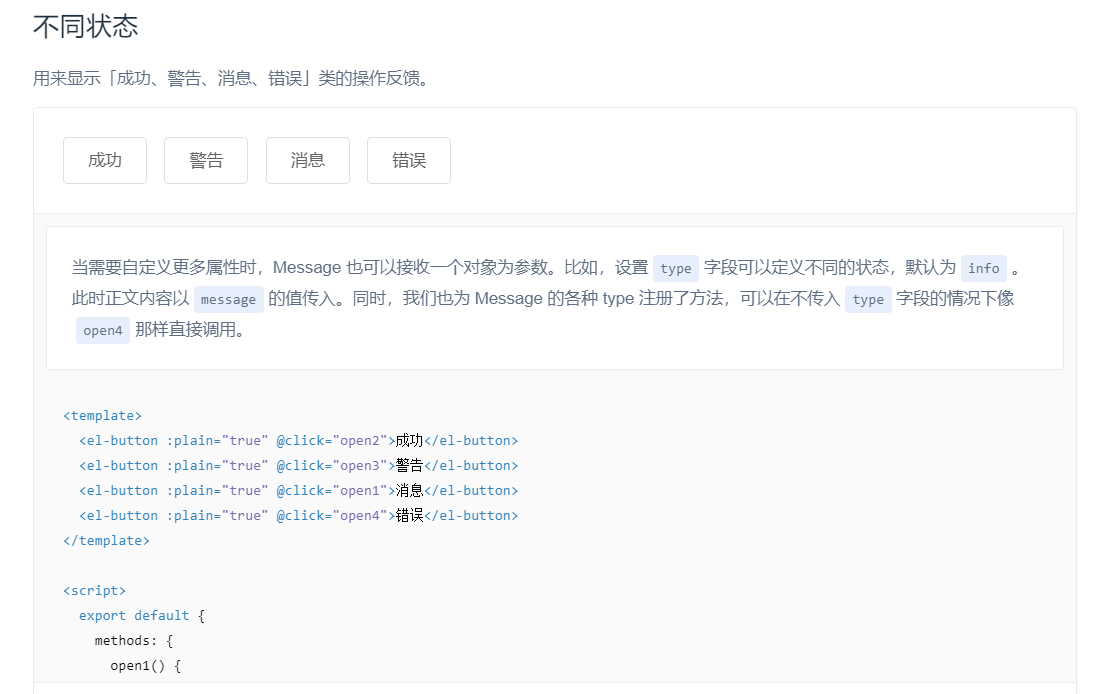 不同状态
用来显示「成功、警告、消息、错误」类的操作反馈。
成功 警告 消息 错误
当需要自定义更多属性时，Message 也可以接收一个对象为参数。比如，设置 type 字段可以定义不同的状态，默认为 info 。
此时正文内容以 message 的值传入。同时，我们也为 Message 的各种 type 注册了方法，可以在不传入 type 字段的情况下像
open4 那样直接调用。
<template>
  <el-button :plain="true" @click="open2">成功</el-button>
  <el-button :plain="true" @click="open3">警告</el-button>
  <el-button :plain="true" @click="open1">消息</el-button>
  <el-button :plain="true" @click="open4">错误</el-button>
</template>
<script>
  export default {
    methods: {
      open1() {